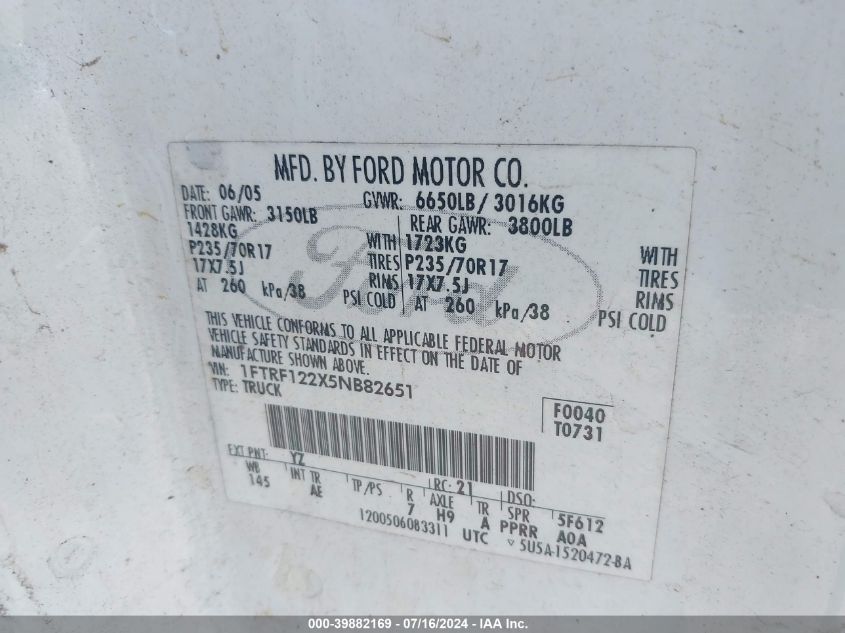 MFD. BY FORD MOTOR CO.
DATE: 06/05 GVWR: 6650LB/ 3016KG
FRONT GAWR: 3150LB REAR GAWR: 3800LB
1428KG WITH 1723KG WITH
P235/70R17 TIRES P235/70R17 TIRES
17X7.5J RIMS 17X7.5J RIMS
AT 260 kPa/38 PSI COLD AT 260 kPa/38 PSI COLD
Ford
THIS VEHICLE CONFORMS TO ALL APPLICABLE FEDERAL MOTOR
VEHICLE SAFETY STANDARDS IN EFFECT ON THE DATE OF
MANUFACTURE SHOWN ABOVE.
VIN: 1FTRF122X5NB82651
TYPE: TRUCK
F0040
T0731
EXT PNT: YZ RC: 21 DSO:
WB INT TR TP/PS R AXLE TR SPR 5F612
145 AE 7 H9 A PPRR A0A
1200506083311 UTC ▽ 5U5A-1520472-BA
000-39882169 - 07/16/2024 - IAA Inc.